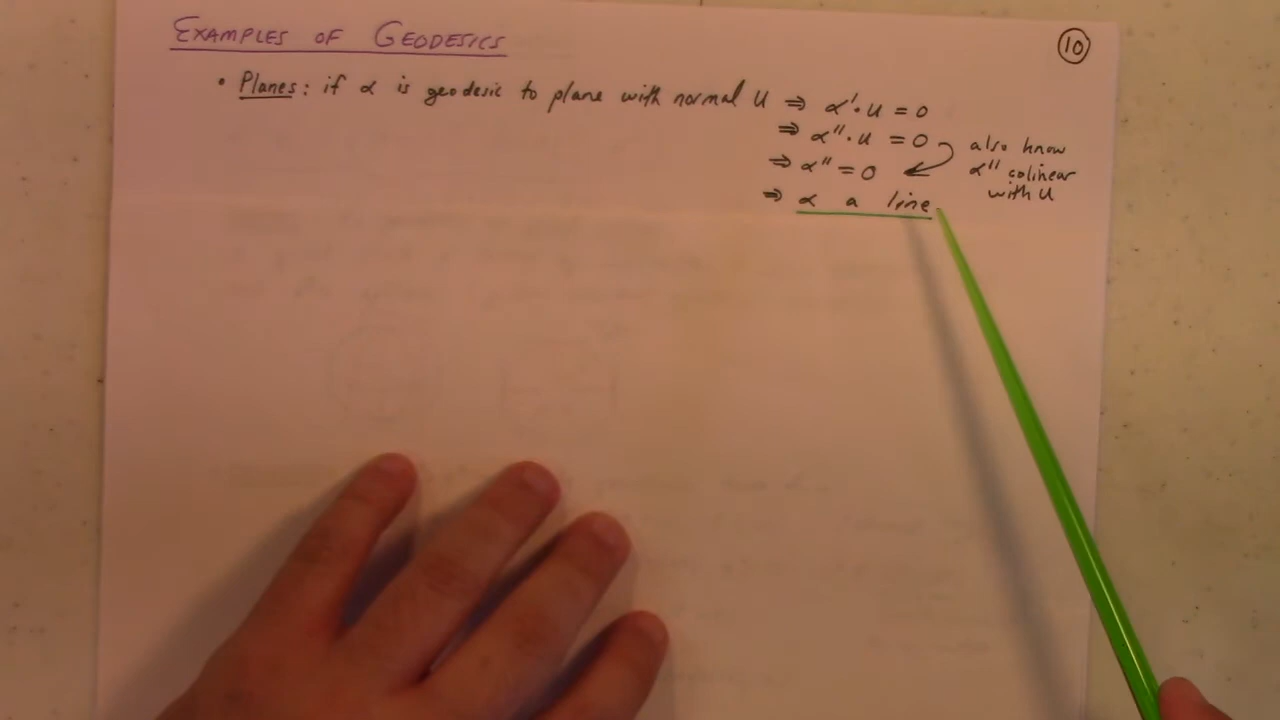 EXAMPLES OF GEODESICS
10
• Planes: if α is geodesic to plane with normal U ⇒ α'·U = 0
⇒ α''·U = 0
also know
⇒ α'' = 0
α'' colinear
with U
⇒ α a line